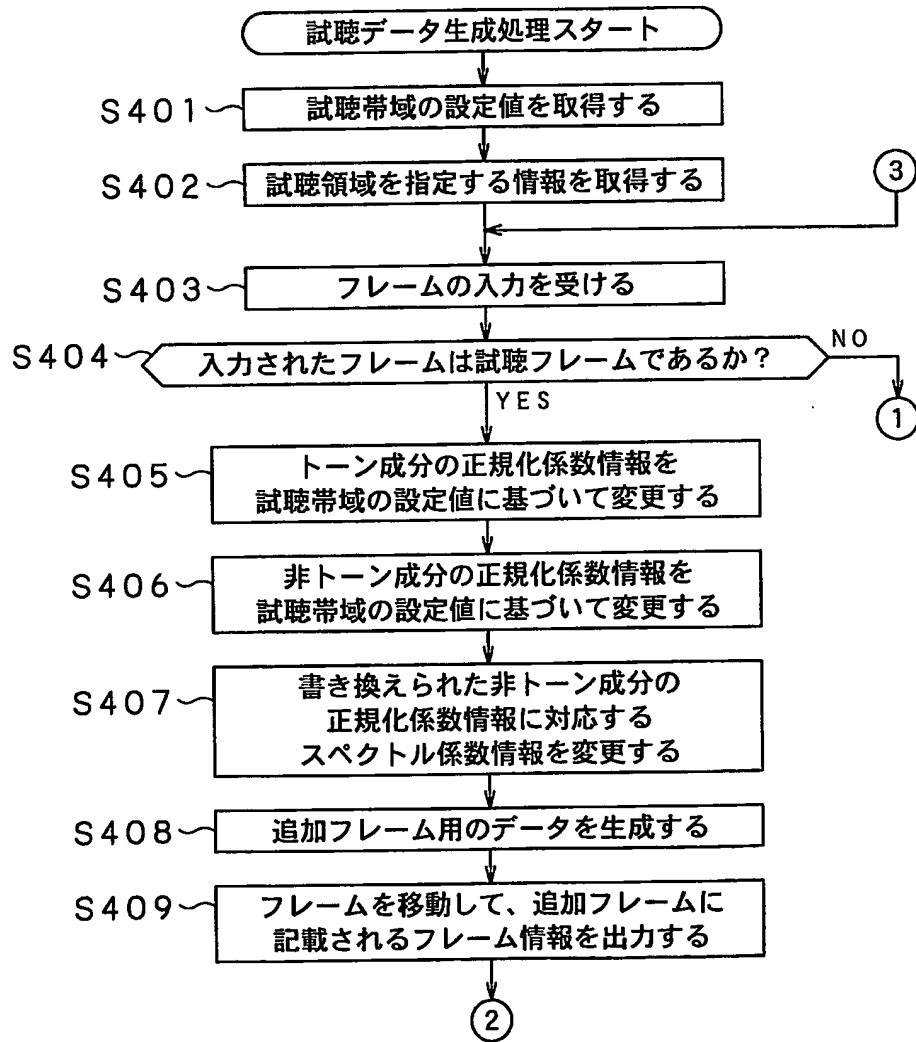 試聴データ生成処理スタート
S401
試聴帯域の設定値を取得する
S402
試聴領域を指定する情報を取得する
3
S403
フレームの入力を受ける
S404
入力されたフレームは試聴フレームであるか？
NO
YES
1
S405
トーン成分の正規化係数情報を
試聴帯域の設定値に基づいて変更する
S406
非トーン成分の正規化係数情報を
試聴帯域の設定値に基づいて変更する
S407
書き換えられた非トーン成分の
正規化係数情報に対応する
スペクトル係数情報を変更する
S408
追加フレーム用のデータを生成する
S409
フレームを移動して、追加フレームに
記載されるフレーム情報を出力する
2